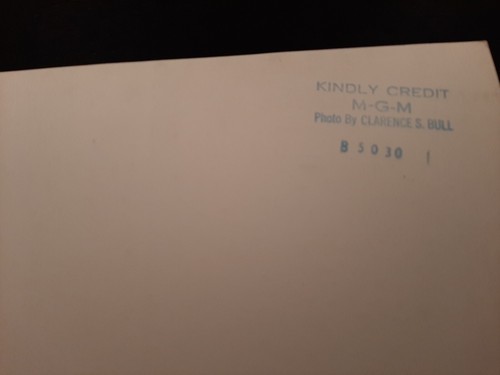 KINDLY CREDIT
M-G-M
Photo By CLARENCE S. BULL
B 5030 1